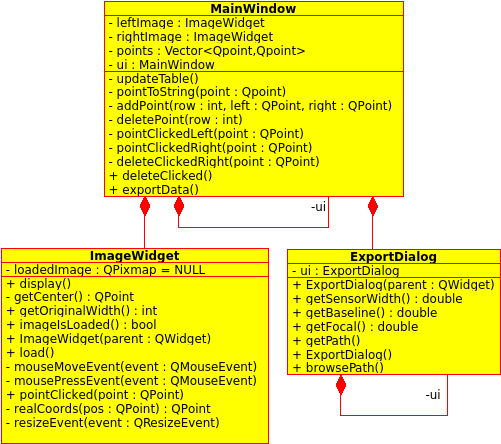 MainWindow
- leftImage : ImageWidget
- rightImage : ImageWidget
- points : Vector<Qpoint,Qpoint>
- ui : MainWindow
- updateTable()
- pointToString(point : Qpoint)
- addPoint(row : int, left : QPoint, right : QPoint)
- deletePoint(row : int)
- pointClickedLeft(point : QPoint)
- pointClickedRight(point : QPoint)
- deleteClickedRight(point : QPoint)
+ deleteClicked()
+ exportData()
-ui
ImageWidget
- loadedImage : QPixmap = NULL
+ display()
- getCenter() : QPoint
+ getOriginalWidth() : int
+ imageIsLoaded() : bool
+ ImageWidget(parent : QWidget)
+ load()
- mouseMoveEvent(event : QMouseEvent)
- mousePressEvent(event : QMouseEvent)
+ pointClicked(point : QPoint)
- realCoords(pos : QPoint) : QPoint
- resizeEvent(event : QResizeEvent)
ExportDialog
- ui : ExportDialog
+ ExportDialog(parent : QWidget)
+ getSensorWidth() : double
+ getBaseline() : double
+ getFocal() : double
+ getPath()
+ ExportDialog()
+ browsePath()
-ui